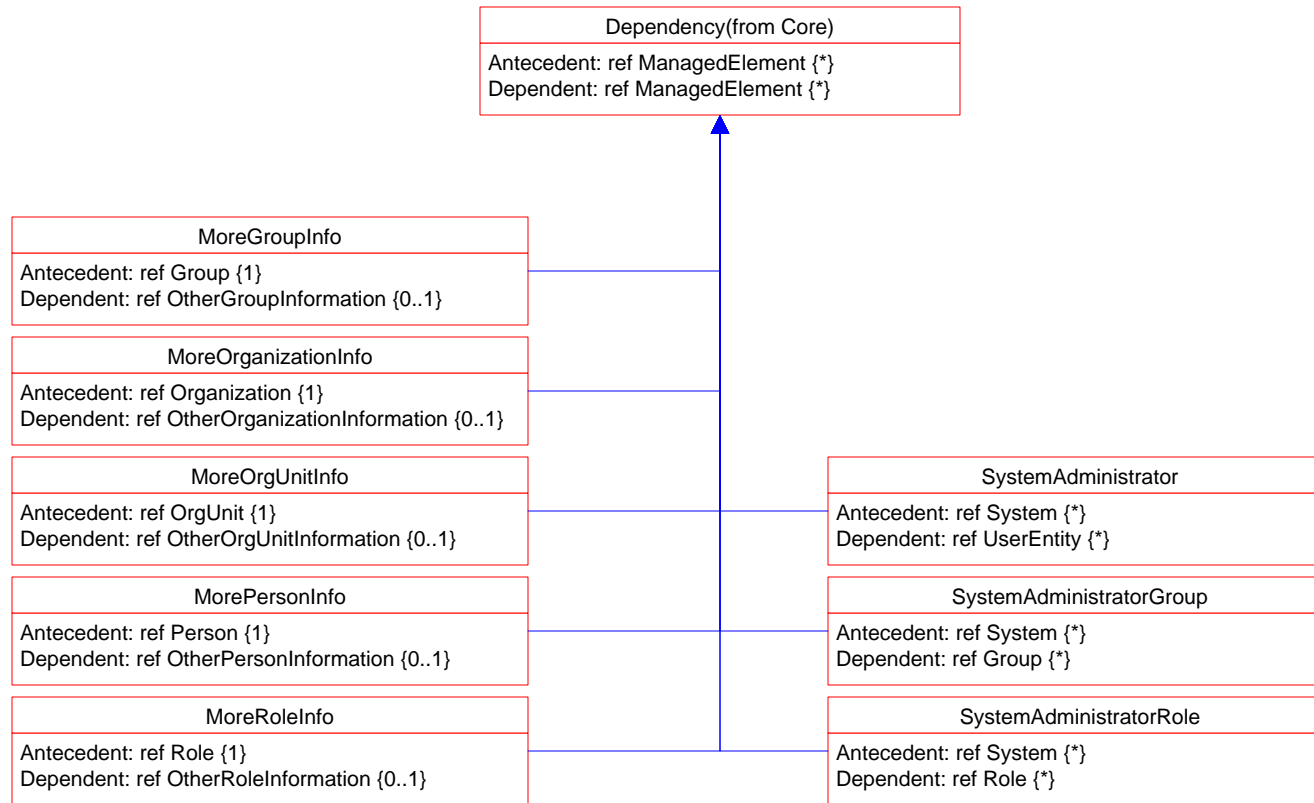 Dependency(from Core)
Antecedent: ref ManagedElement {*}
Dependent: ref ManagedElement {*}
MoreGroupInfo
Antecedent: ref Group {1}
Dependent: ref OtherGroupInformation {0..1}
MoreOrganizationInfo
Antecedent: ref Organization {1}
Dependent: ref OtherOrganizationInformation {0..1}
MoreOrgUnitInfo
Antecedent: ref OrgUnit {1}
Dependent: ref OtherOrgUnitInformation {0..1}
SystemAdministrator
Antecedent: ref System {*}
Dependent: ref UserEntity {*}
MorePersonInfo
Antecedent: ref Person {1}
Dependent: ref OtherPersonInformation {0..1}
SystemAdministratorGroup
Antecedent: ref System {*}
Dependent: ref Group {*}
MoreRoleInfo
Antecedent: ref Role {1}
Dependent: ref OtherRoleInformation {0..1}
SystemAdministratorRole
Antecedent: ref System {*}
Dependent: ref Role {*}